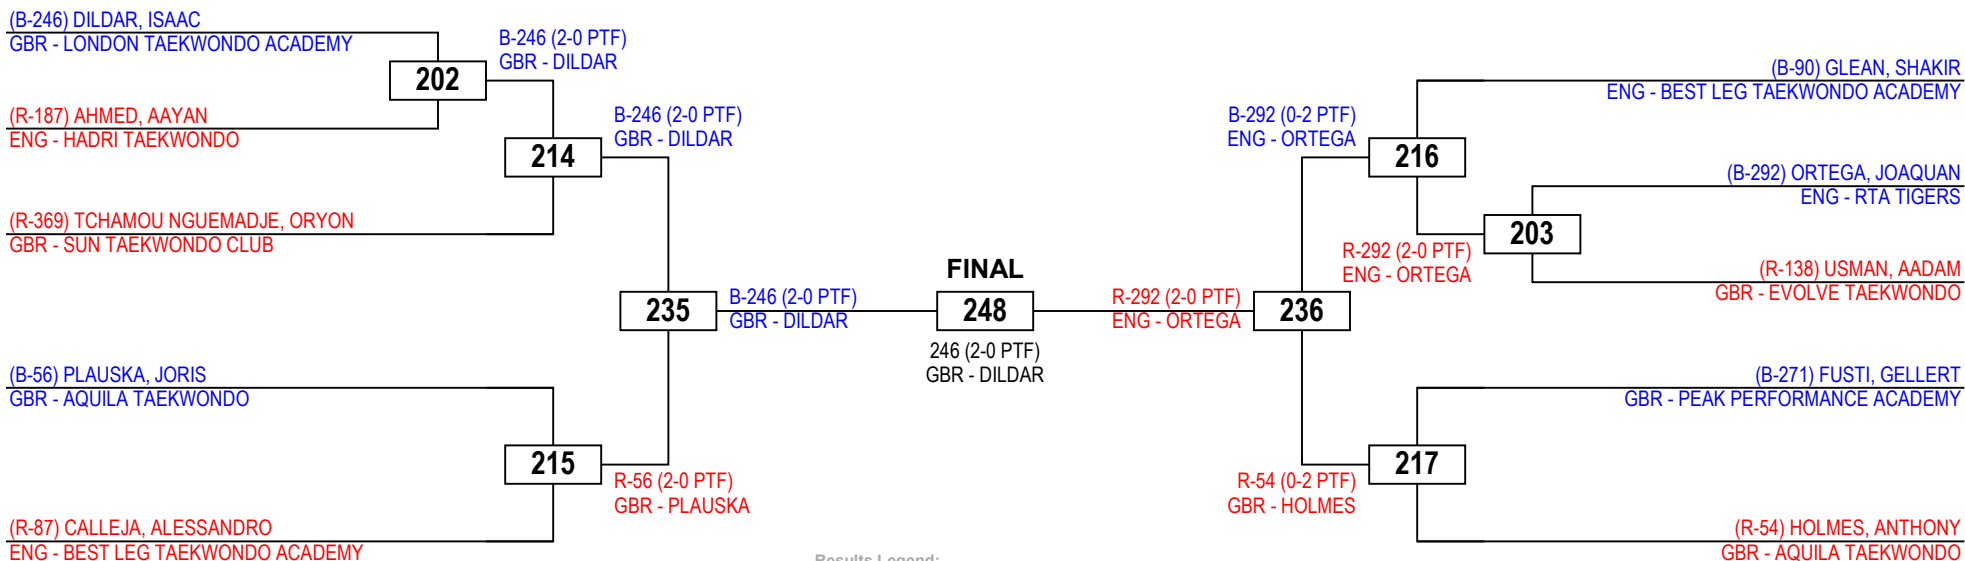 (B-246) DILDAR, ISAAC
GBR - LONDON TAEKWONDO ACADEMY
202
B-246 (2-0 PTF)
GBR - DILDAR
(R-187) AHMED, AAYAN
ENG - HADRI TAEKWONDO
214
B-246 (2-0 PTF)
GBR - DILDAR
(R-369) TCHAMOU NGUEMADJE, ORYON
GBR - SUN TAEKWONDO CLUB
235
B-246 (2-0 PTF)
GBR - DILDAR
(B-56) PLAUSKA, JORIS
GBR - AQUILA TAEKWONDO
215
R-56 (2-0 PTF)
GBR - PLAUSKA
(R-87) CALLEJA, ALESSANDRO
ENG - BEST LEG TAEKWONDO ACADEMY
FINAL
248
246 (2-0 PTF)
GBR - DILDAR
Results Legend:
(B-90) GLEAN, SHAKIR
ENG - BEST LEG TAEKWONDO ACADEMY
B-292 (0-2 PTF)
ENG - ORTEGA
216
(B-292) ORTEGA, JOAQUAN
ENG - RTA TIGERS
203
R-292 (2-0 PTF)
ENG - ORTEGA
(R-138) USMAN, AADAM
GBR - EVOLVE TAEKWONDO
R-292 (2-0 PTF)
ENG - ORTEGA
236
(B-271) FUSTI, GELLERT
GBR - PEAK PERFORMANCE ACADEMY
217
R-54 (0-2 PTF)
GBR - HOLMES
(R-54) HOLMES, ANTHONY
GBR - AQUILA TAEKWONDO